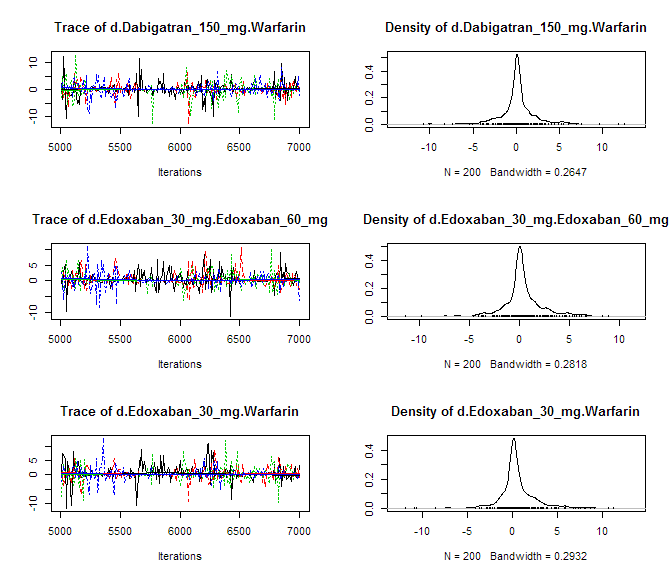 Trace of d.Dabigatran_150_mg.Warfarin
10
0
-10
5000 5500 6000 6500 7000
Iterations
Density of d.Dabigatran_150_mg.Warfarin
0.4
0.2
0.0
-10 -5 0 5 10
N = 200 Bandwidth = 0.2647
Trace of d.Edoxaban_30_mg.Edoxaban_60_mg
5
0
-10
5000 5500 6000 6500 7000
Iterations
Density of d.Edoxaban_30_mg.Edoxaban_60_mg
0.4
0.2
0.0
-10 -5 0 5 10
N = 200 Bandwidth = 0.2818
Trace of d.Edoxaban_30_mg.Warfarin
5
0
-10
5000 5500 6000 6500 7000
Iterations
Density of d.Edoxaban_30_mg.Warfarin
0.4
0.2
0.0
-10 -5 0 5 10
N = 200 Bandwidth = 0.2932